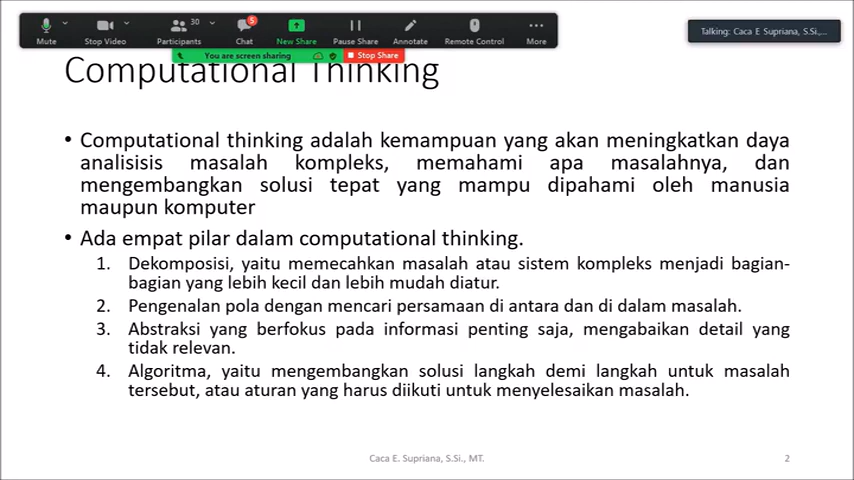 30
5
Mute
Stop Video
Participants
Chat
New Share
Pause Share
Annotate
Remote Control
More
Talking: Caca E Supriana, S.Si.,...
You are screen sharing
Stop Share
Computational Thinking
• Computational thinking adalah kemampuan yang akan meningkatkan daya
analisisis masalah kompleks, memahami apa masalahnya, dan
mengembangkan solusi tepat yang mampu dipahami oleh manusia
maupun komputer
• Ada empat pilar dalam computational thinking.
1. Dekomposisi, yaitu memecahkan masalah atau sistem kompleks menjadi bagian-
bagian yang lebih kecil dan lebih mudah diatur.
2. Pengenalan pola dengan mencari persamaan di antara dan di dalam masalah.
3. Abstraksi yang berfokus pada informasi penting saja, mengabaikan detail yang
tidak relevan.
4. Algoritma, yaitu mengembangkan solusi langkah demi langkah untuk masalah
tersebut, atau aturan yang harus diikuti untuk menyelesaikan masalah.
Caca E. Supriana, S.Si., MT.
2